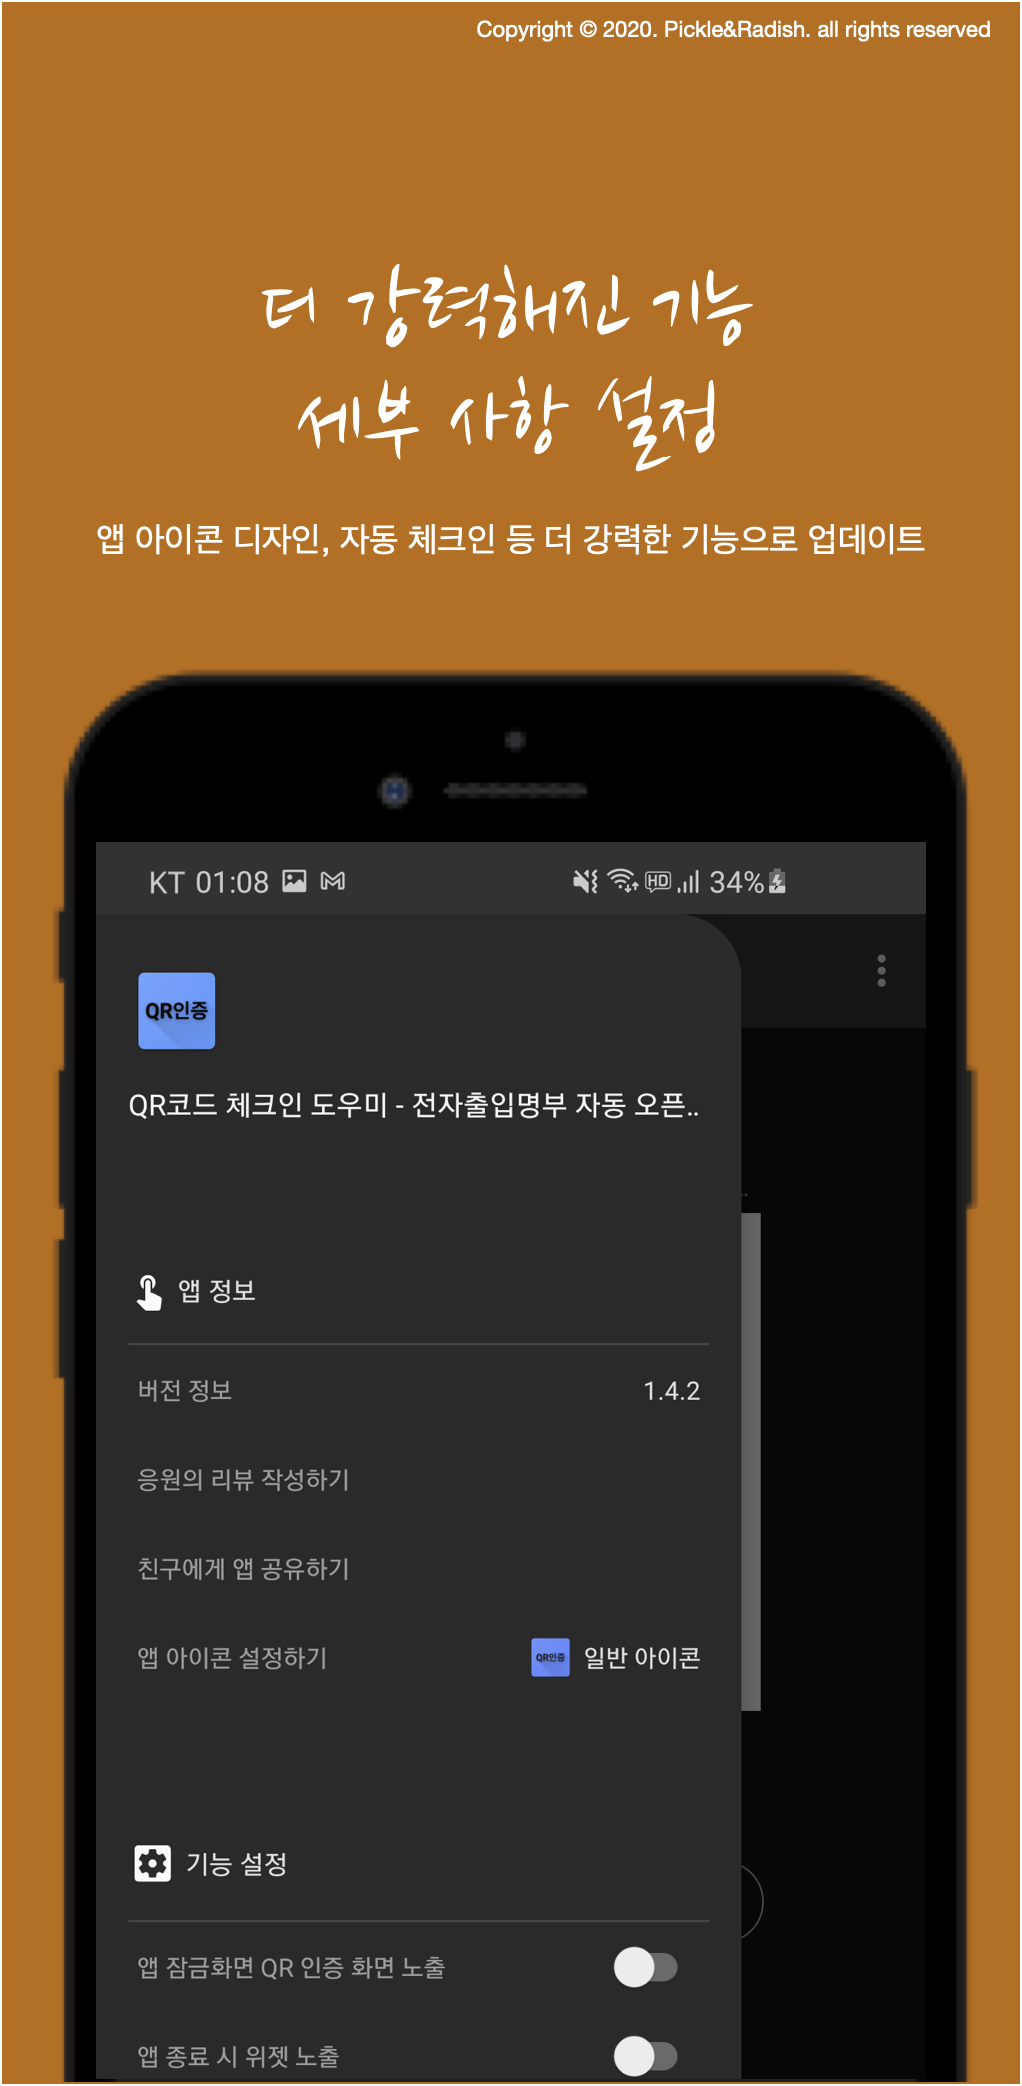 Copyright © 2020. Pickle&Radish. all rights reserved
더 강력해진 기능
세부 사항 설정
앱 아이콘 디자인, 자동 체크인 등 더 강력한 기능으로 업데이트
KT 01:08 HD 34%
QR인증
QR코드 체크인 도우미 - 전자출입명부 자동 오픈..
앱 정보
버전 정보 1.4.2
응원의 리뷰 작성하기
친구에게 앱 공유하기
앱 아이콘 설정하기 QR인증 일반 아이콘
기능 설정
앱 잠금화면 QR 인증 화면 노출
앱 종료 시 위젯 노출